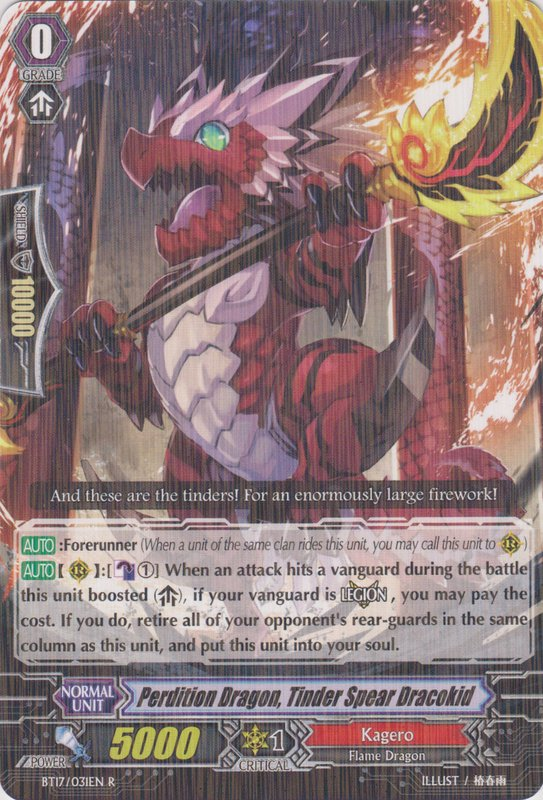 0
GRADE
SHIELD 10000
And these are the tinders! For an enormously large firework!
AUTO :Forerunner (When a unit of the same clan rides this unit, you may call this unit to R )
AUTO 【 R 】:[ ①] When an attack hits a vanguard during the battle
this unit boosted ( ), if your vanguard is LEGION , you may pay the
cost. If you do, retire all of your opponent's rear-guards in the same
column as this unit, and put this unit into your soul.
NORMAL
UNIT
Perdition Dragon, Tinder Spear Dracokid
POWER 5000
1
CRITICAL
Kagero
Flame Dragon
BT17/031EN R
ILLUST / 椿春雨